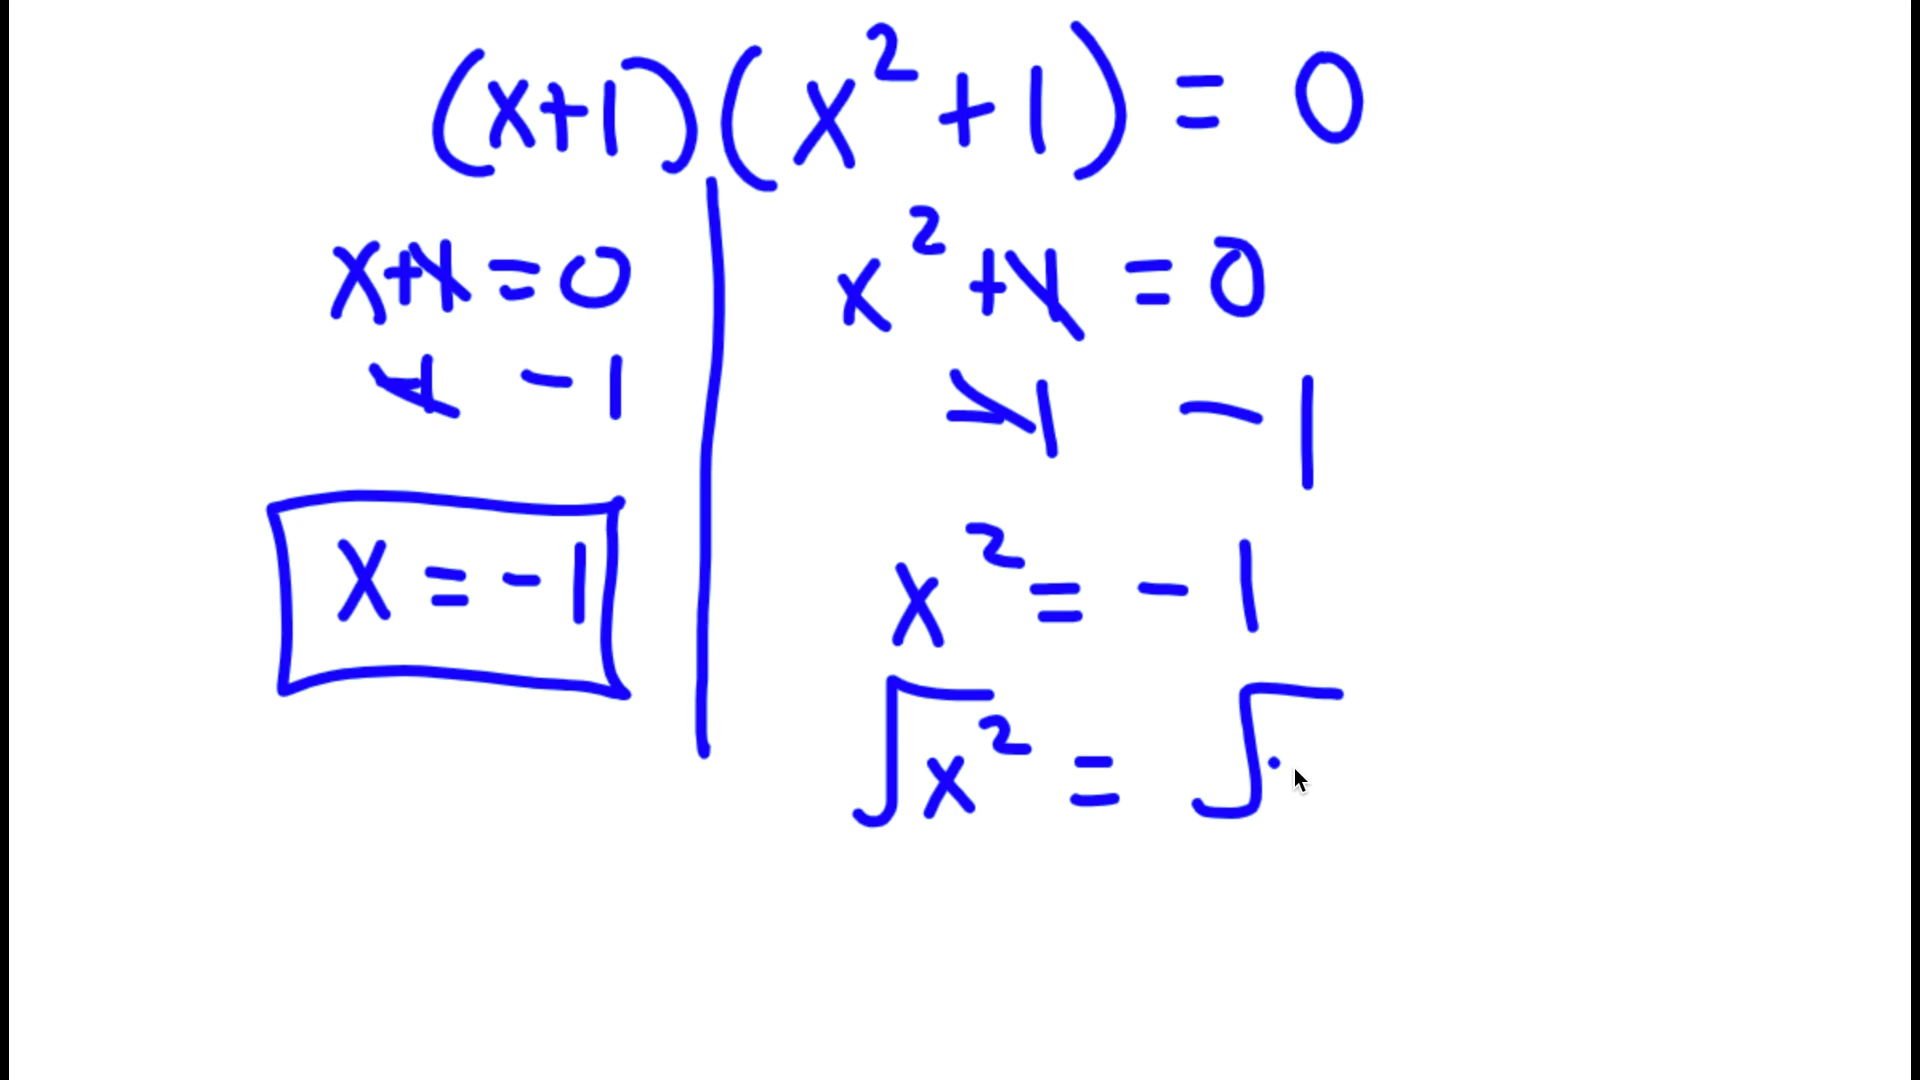 (x+1)(x²+1) = 0
x+1=0
-1 -1
x = -1
x²+1 = 0
-1 -1
x² = -1
√x² = √